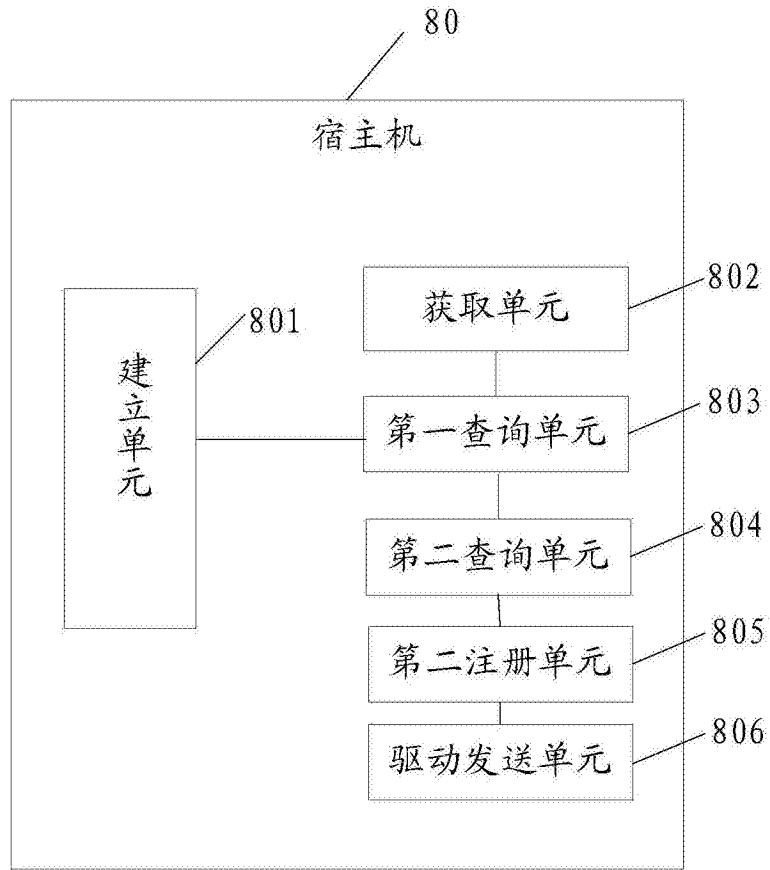 80
宿主机
802
获取单元
801
建立单元
803
第一查询单元
804
第二查询单元
805
第二注册单元
806
驱动发送单元